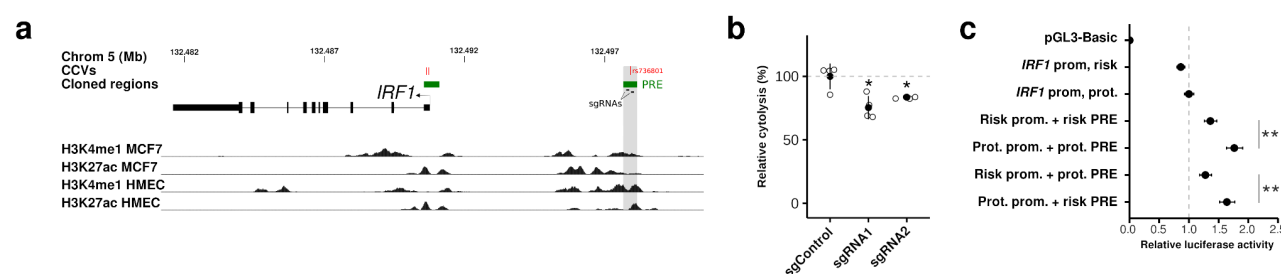 a
Chrom 5 (Mb)
132.482
132.487
132.492
132.497
CCVs
rs736801
Cloned regions
PRE
IRF1
sgRNAs
H3K4me1 MCF7
H3K27ac MCF7
H3K4me1 HMEC
H3K27ac HMEC
b
Relative cytolysis (%)
100
50
0
*
*
sgControl
sgRNA1
sgRNA2
c
pGL3-Basic
IRF1 prom, risk
IRF1 prom, prot.
Risk prom. + risk PRE
Prot. prom. + prot. PRE
Risk prom. + prot. PRE
Prot. prom. + risk PRE
**
**
0.0 0.5 1.0 1.5 2.0 2.5
Relative luciferase activity